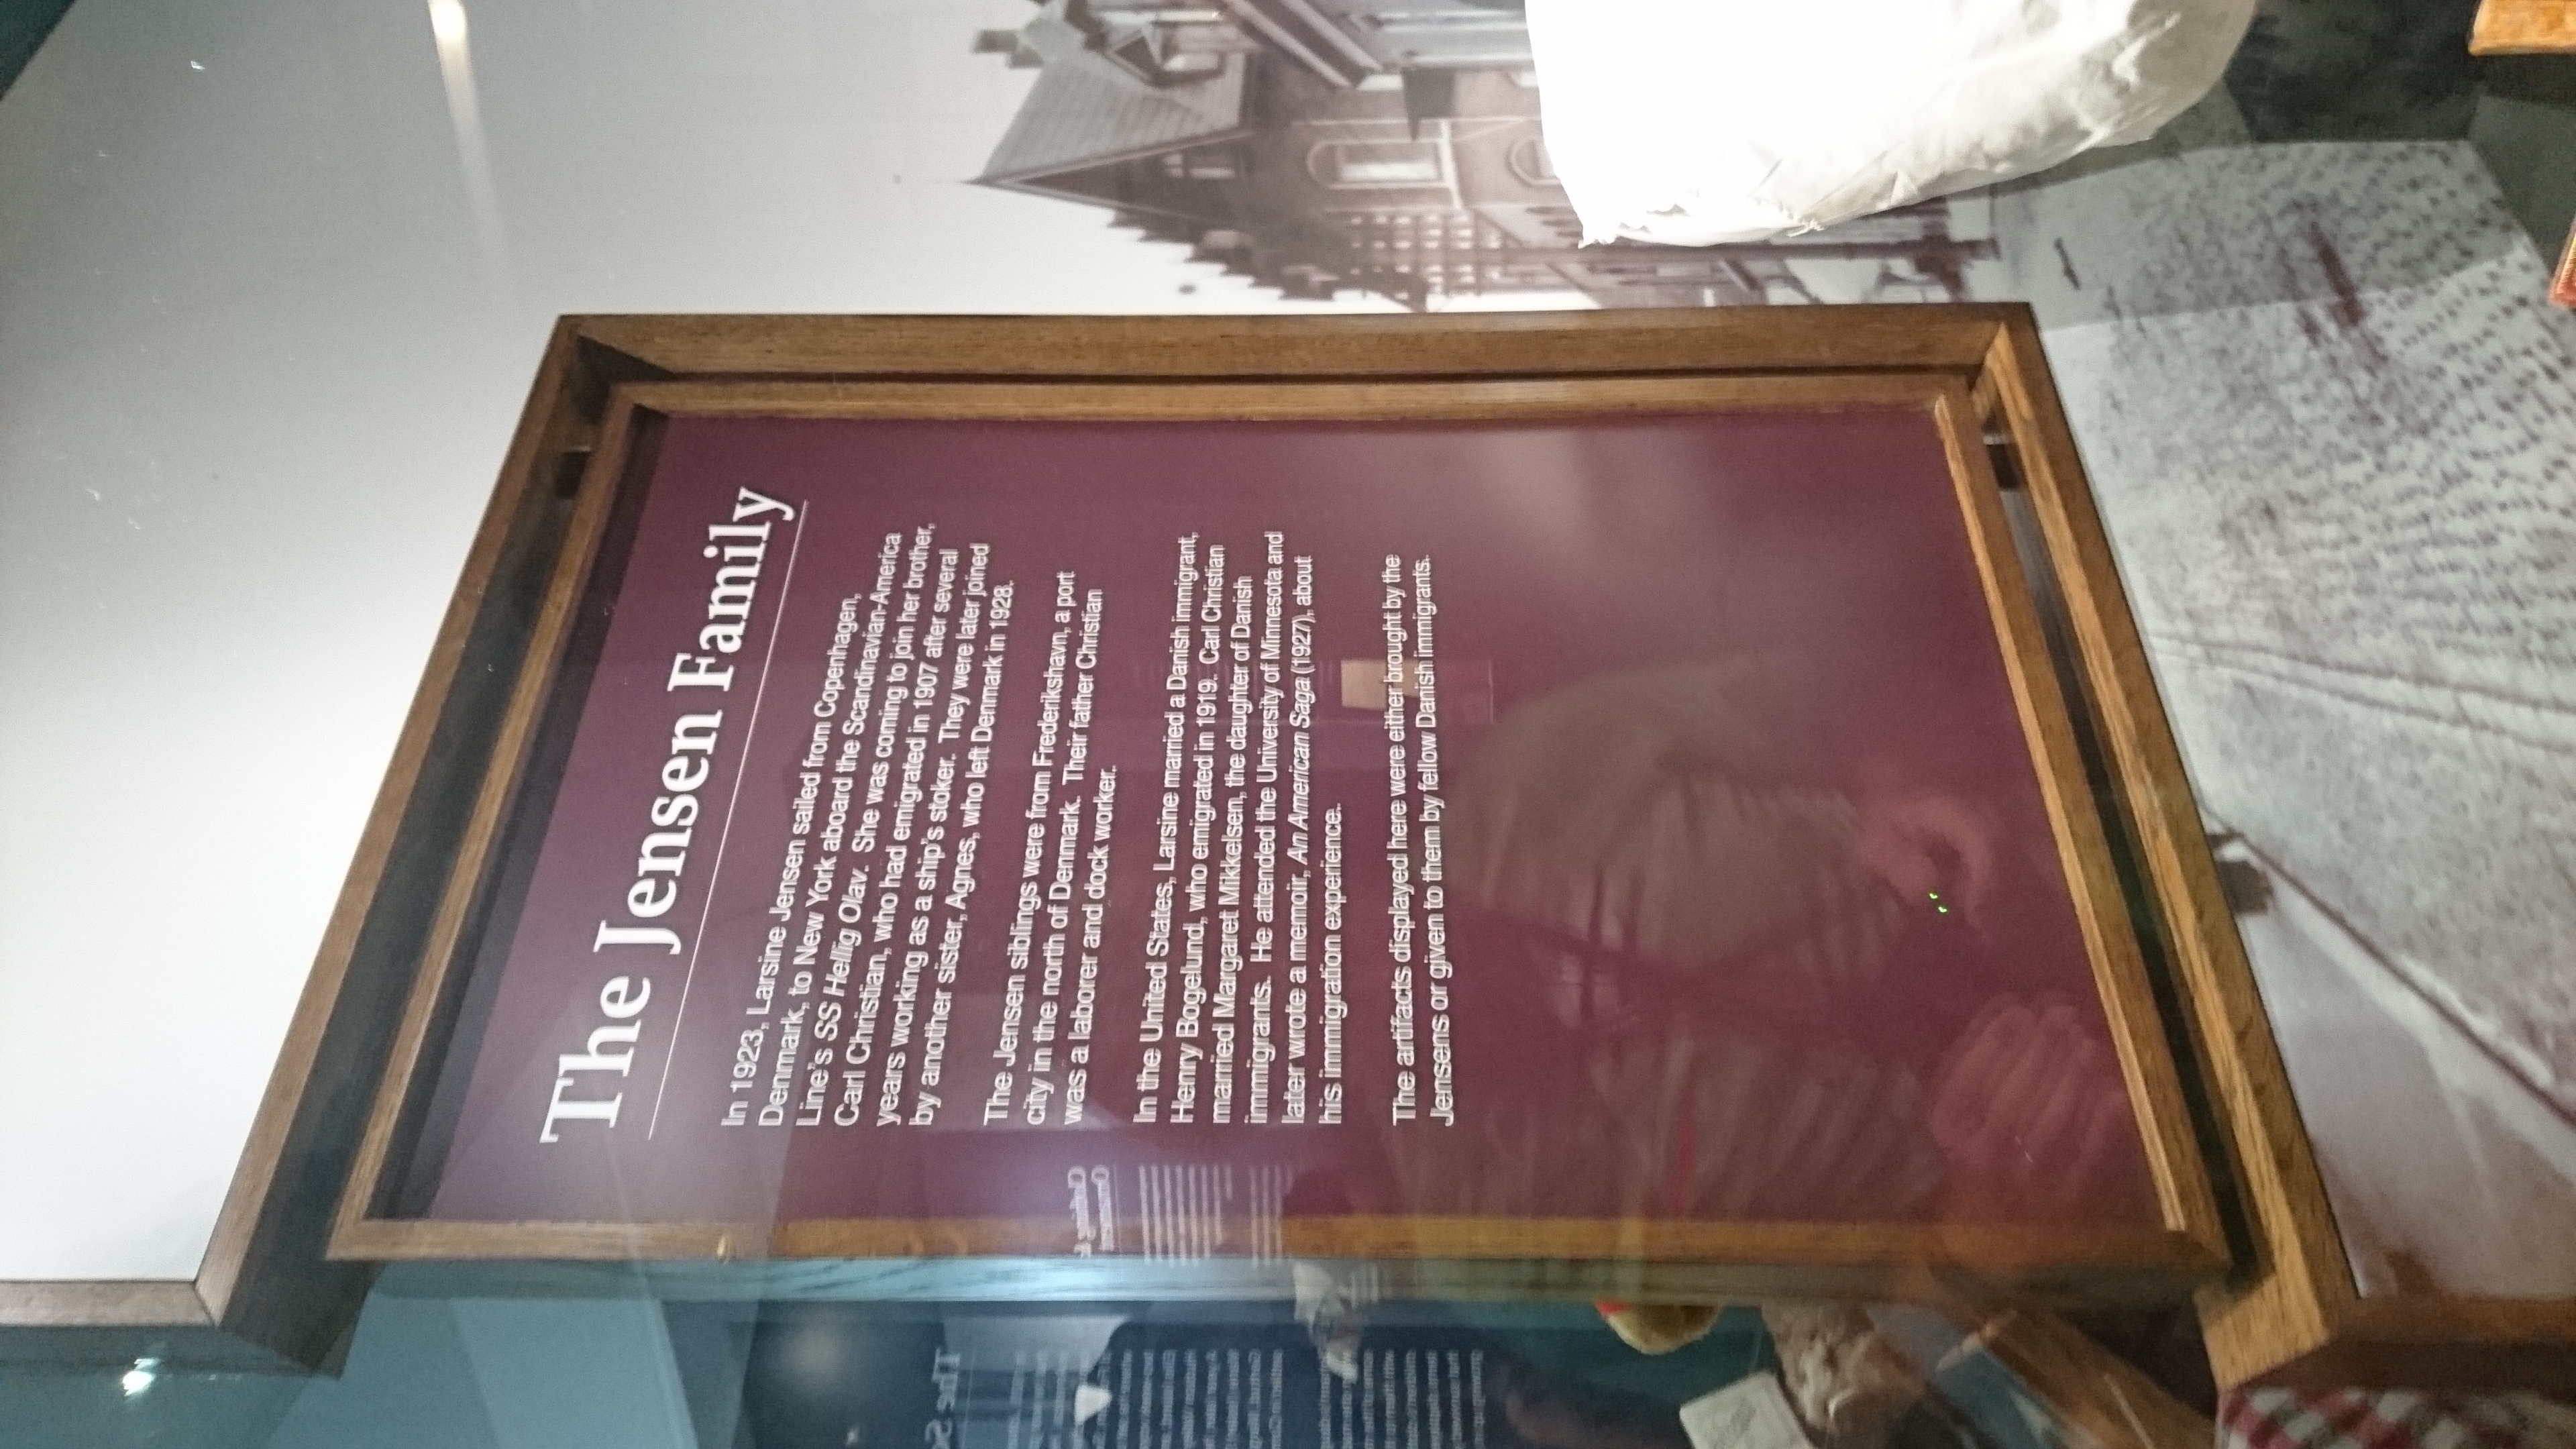 The Jensen Family
In 1923, Larsine Jensen sailed from Copenhagen,
Denmark, to New York aboard the Scandinavian-America
Line's SS Hellig Olav. She was coming to join her brother,
Carl Christian, who had emigrated in 1907 after several
years working as a ship's stoker. They were later joined
by another sister, Agnes, who left Denmark in 1928.
The Jensen siblings were from Frederikshavn, a port
city in the north of Denmark. Their father Christian
was a laborer and dock worker.
In the United States, Larsine married a Danish immigrant,
Henry Bogelund, who emigrated in 1919. Carl Christian
married Margaret Mikkelsen, the daughter of Danish
immigrants. He attended the University of Minnesota and
later wrote a memoir, An American Saga (1927), about
his immigration experience.
The artifacts displayed here were either brought by the
Jensens or given to them by fellow Danish immigrants.